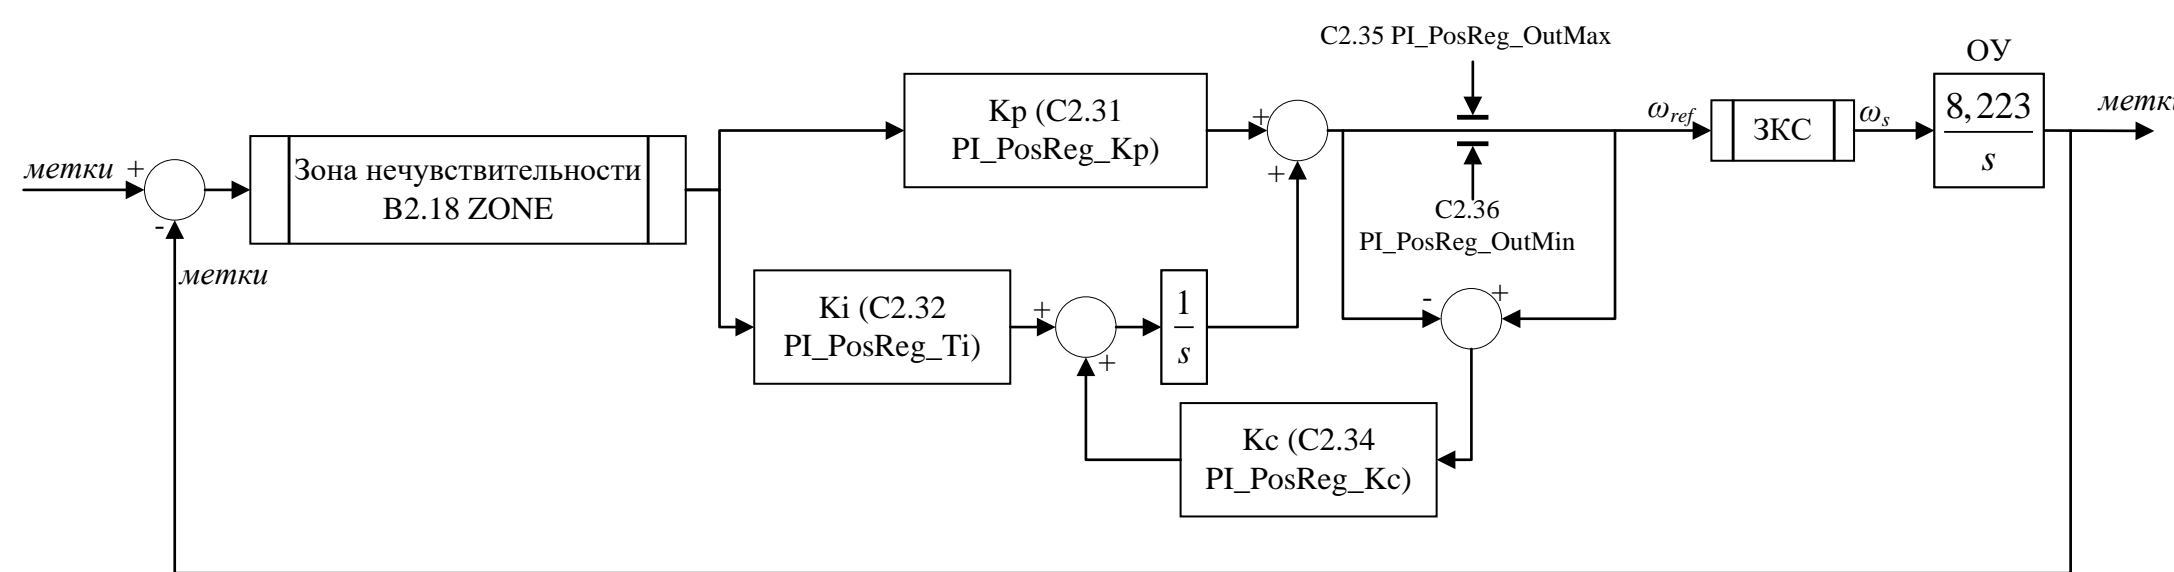 C2.35 PI_PosReg_OutMax
ОУ
Kp (C2.31
PI_PosReg_Kp)
+
+
ω_ref
ЗКС
ω_s
8,223
s
метки
метки
+
-
Зона нечувствительности
B2.18 ZONE
C2.36
PI_PosReg_OutMin
метки
Ki (C2.32
PI_PosReg_Ti)
+
+
1
s
-
+
Kc (C2.34
PI_PosReg_Kc)